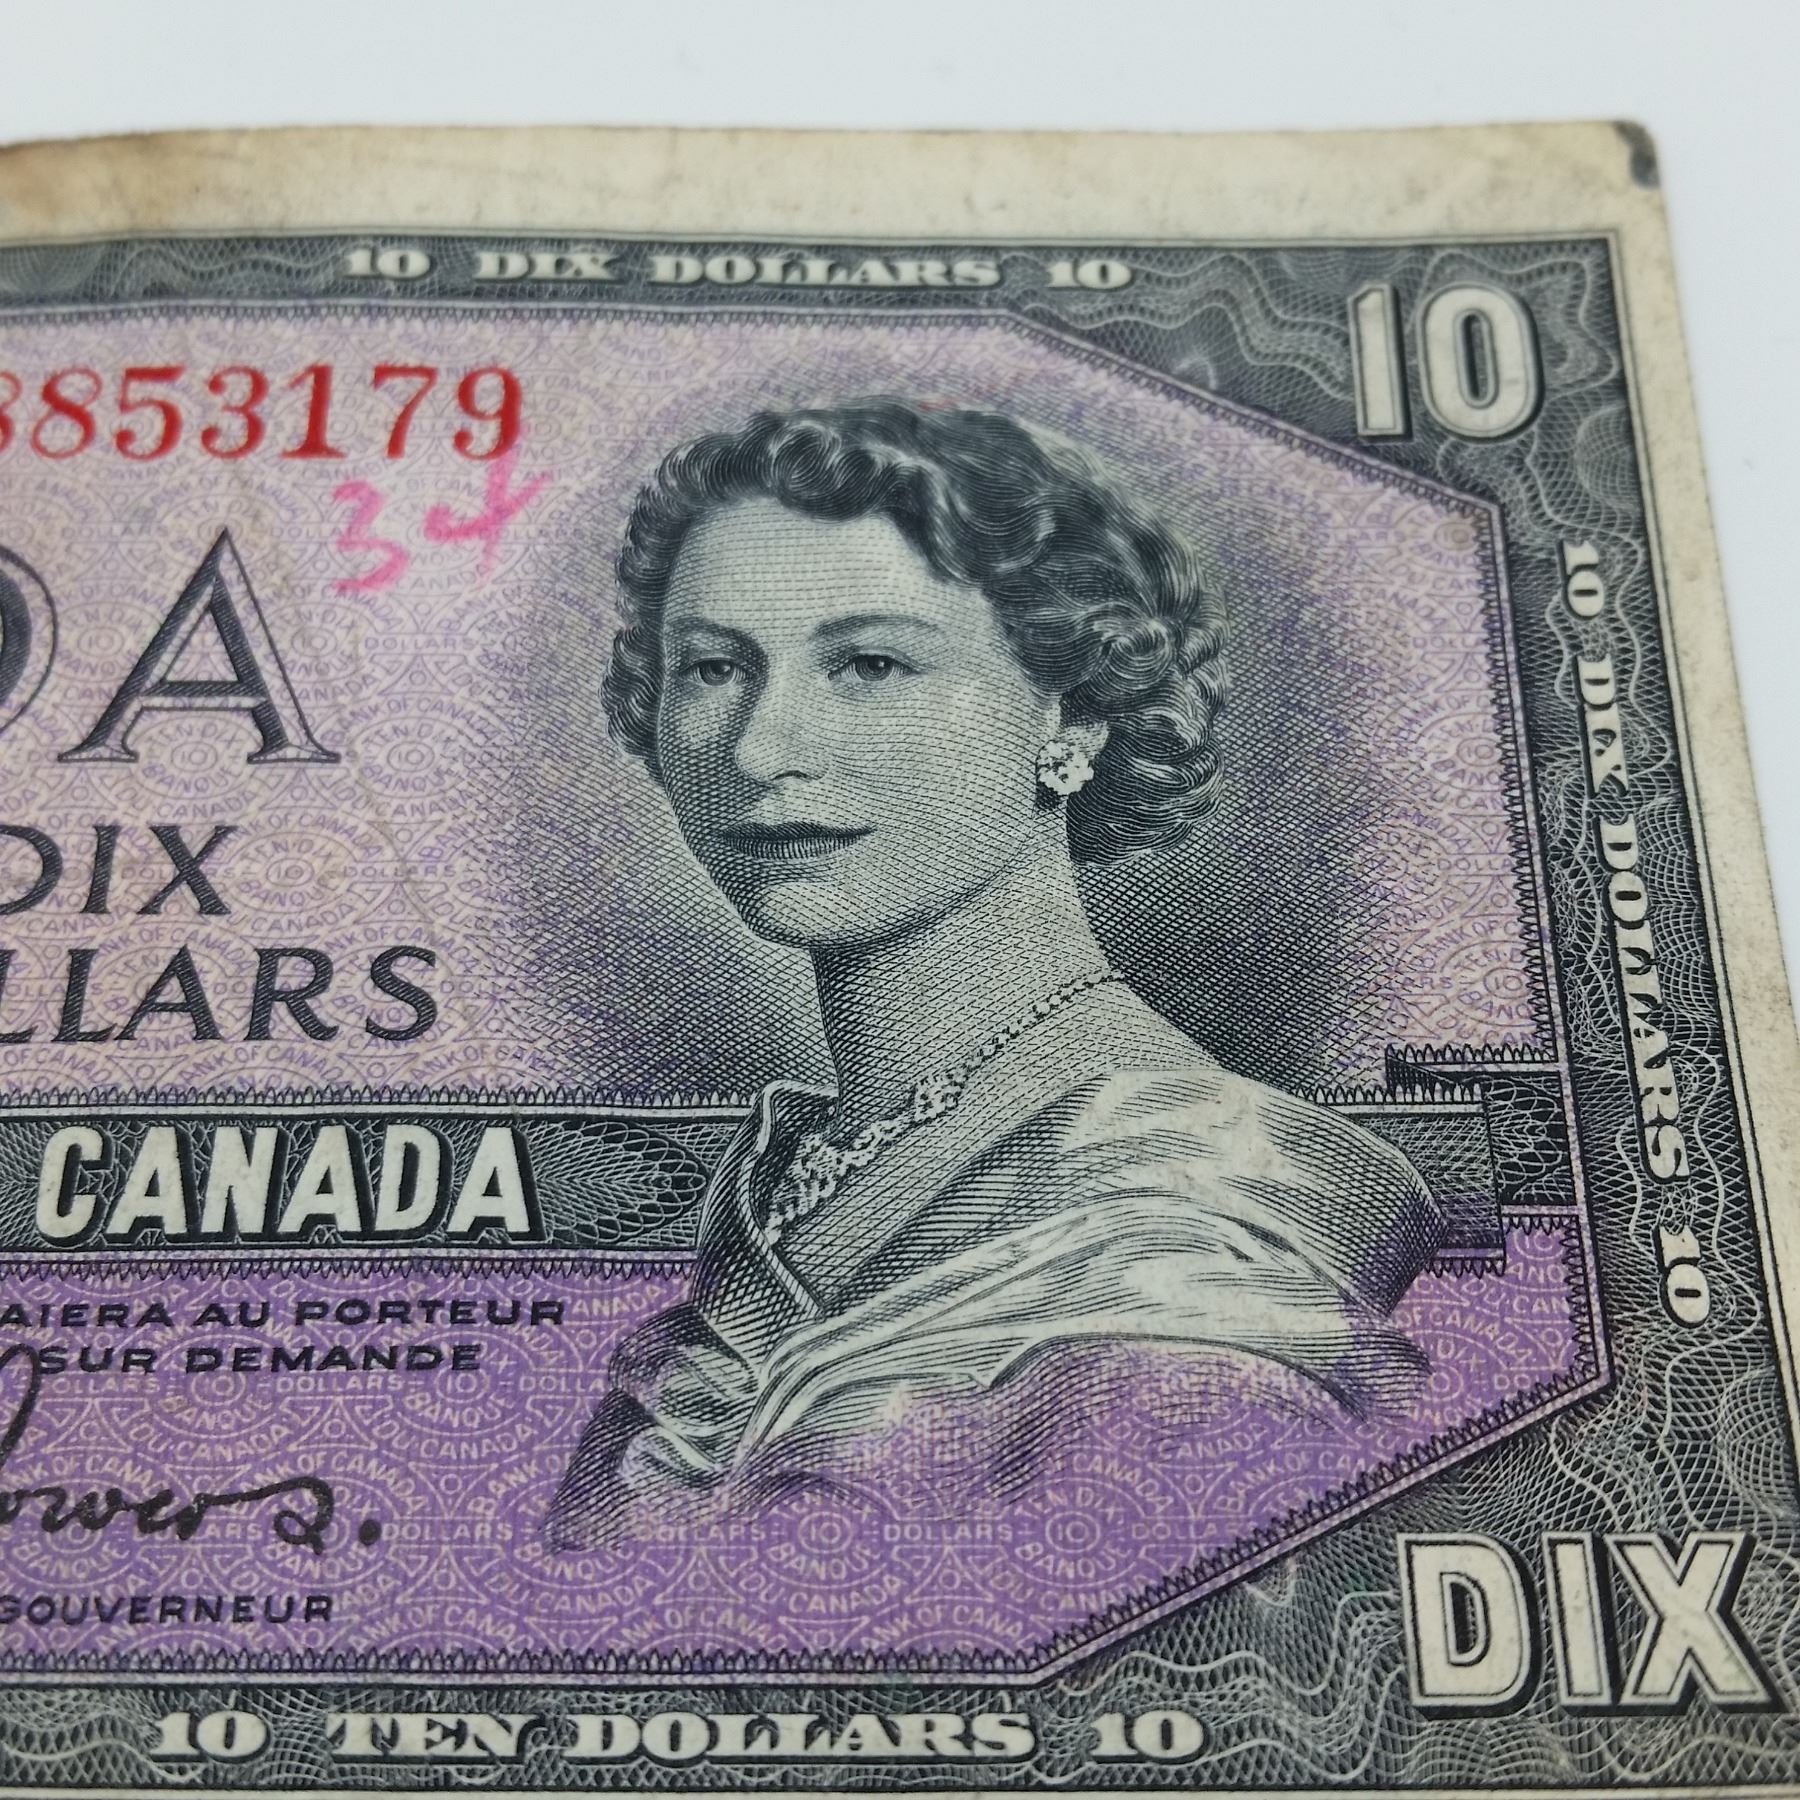 10 DIX DOLLARS 10
10
8853179
34
DA
DIX
LLARS
CANADA
AIERA AU PORTEUR
SUR DEMANDE
GOUVERNEUR
10 DIX DOLLARS 10
DIX
10 TEN DOLLARS 10